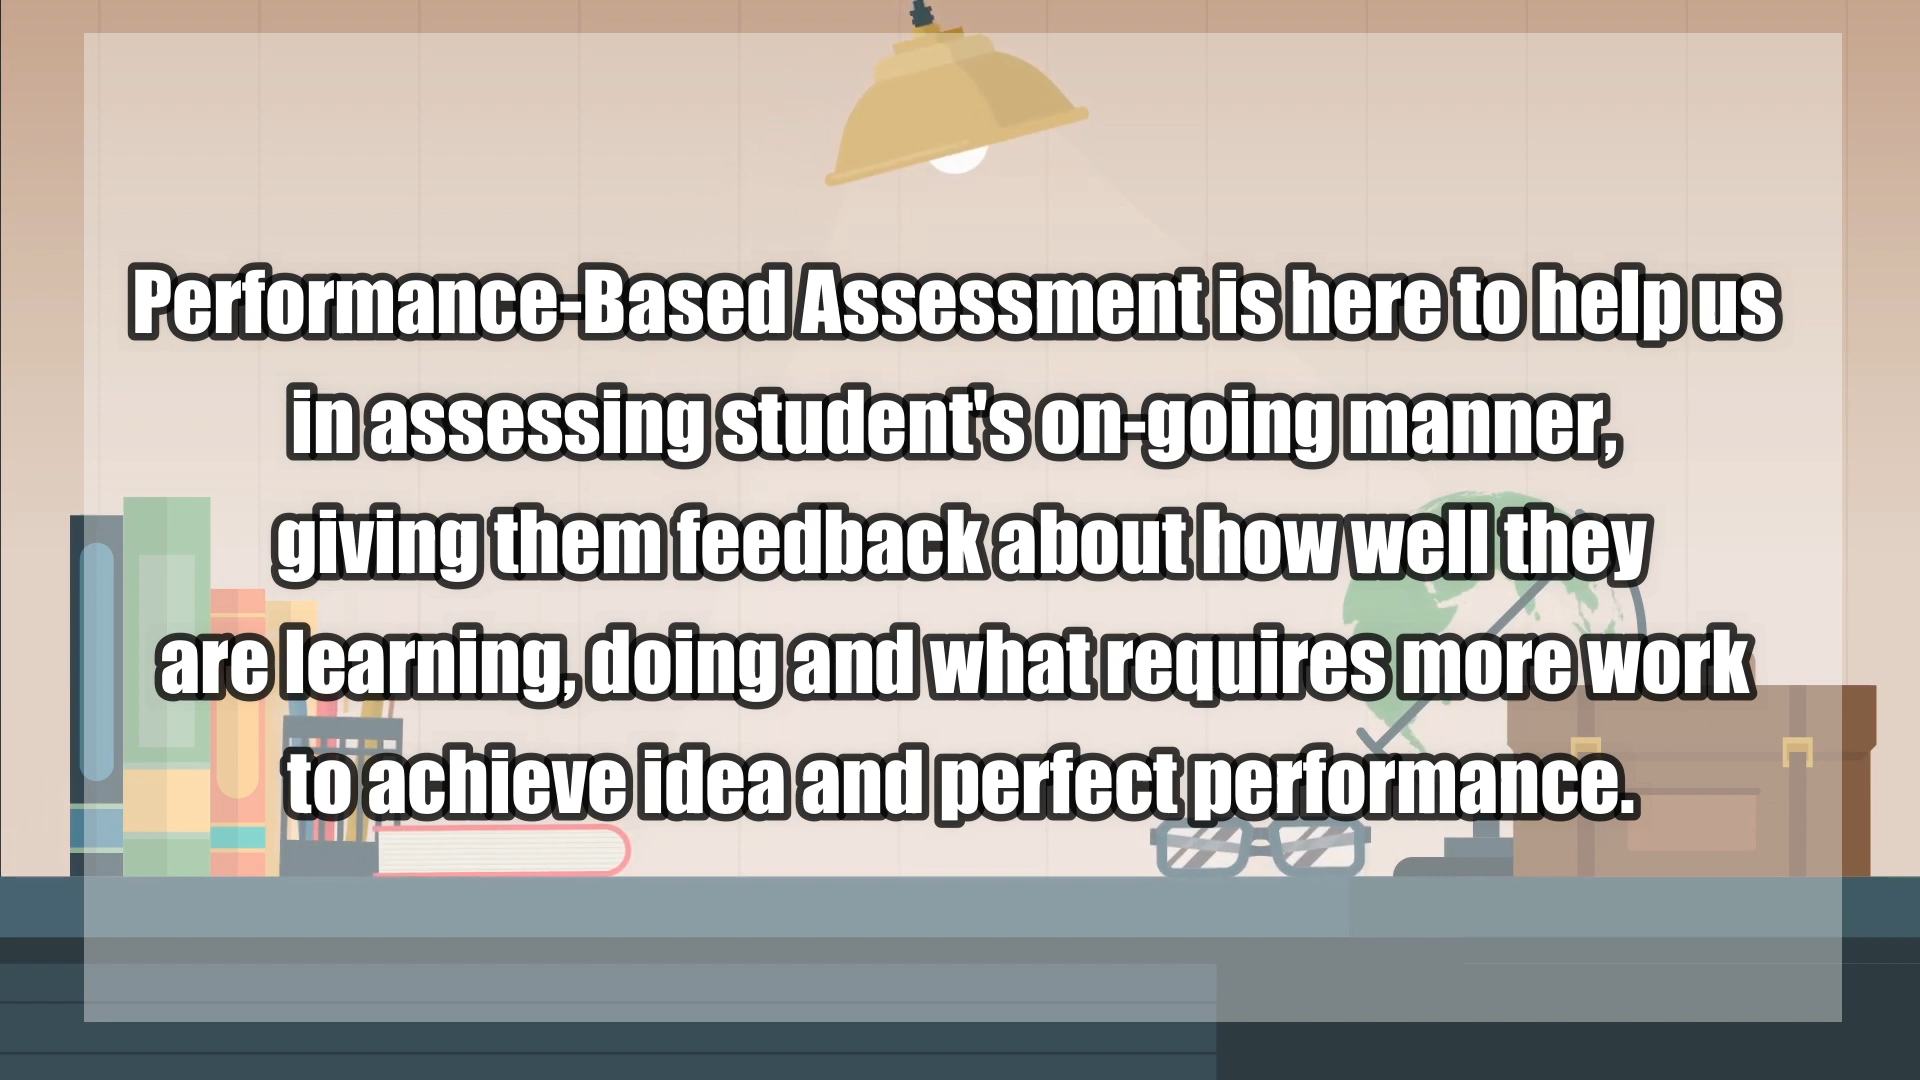 Performance-Based Assessment is here to help us
in assessing student's on-going manner,
giving them feedback about how well they
are learning, doing and what requires more work
to achieve idea and perfect performance.